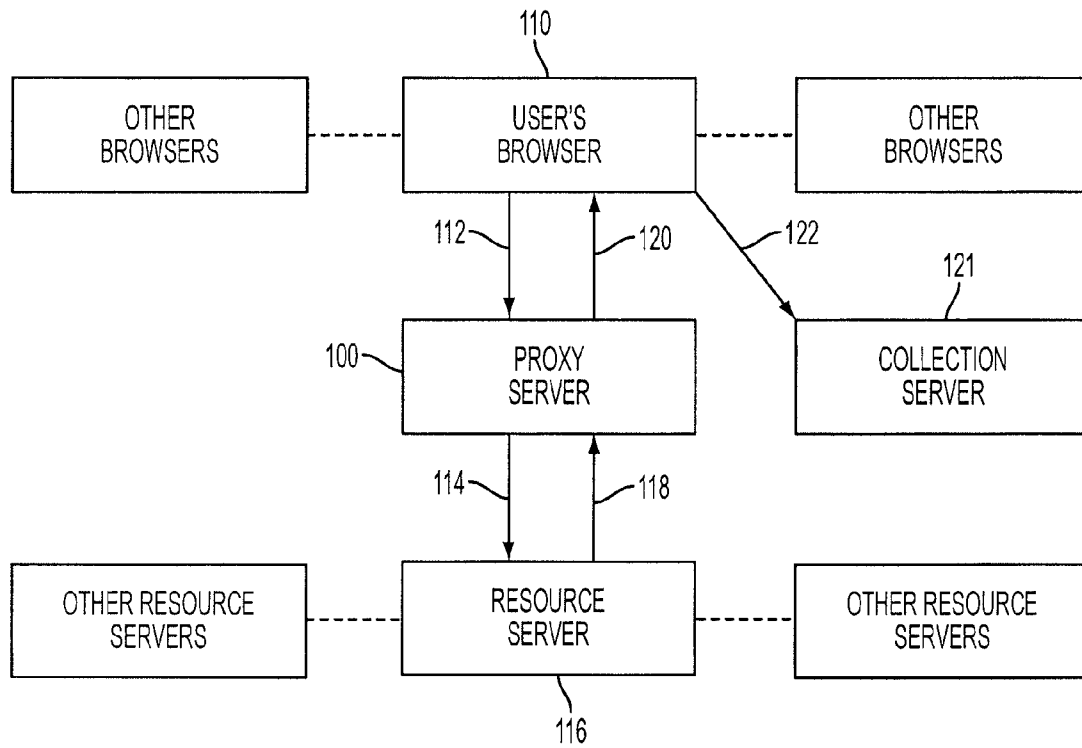 110
OTHER
BROWSERS
USER'S
BROWSER
OTHER
BROWSERS
112
120
122
121
100
PROXY
SERVER
COLLECTION
SERVER
114
118
OTHER RESOURCE
SERVERS
RESOURCE
SERVER
OTHER RESOURCE
SERVERS
116